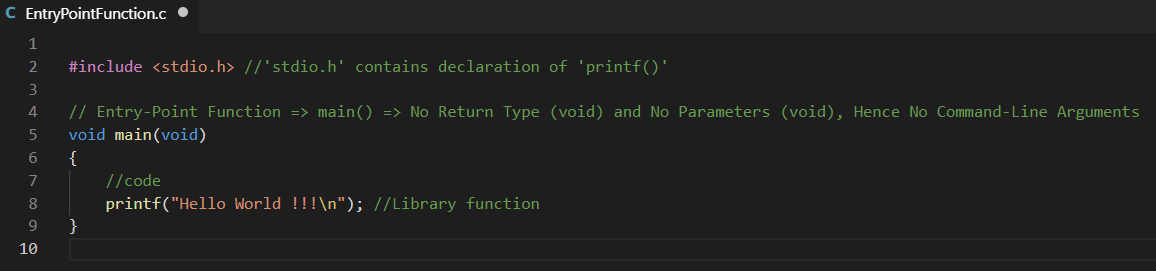 C EntryPointFunction.c
1
2 #include <stdio.h> //'stdio.h' contains declaration of 'printf()'
3
4 // Entry-Point Function => main() => No Return Type (void) and No Parameters (void), Hence No Command-Line Arguments
5 void main(void)
6 {
7     //code
8     printf("Hello World !!!\n"); //Library function
9 }
10